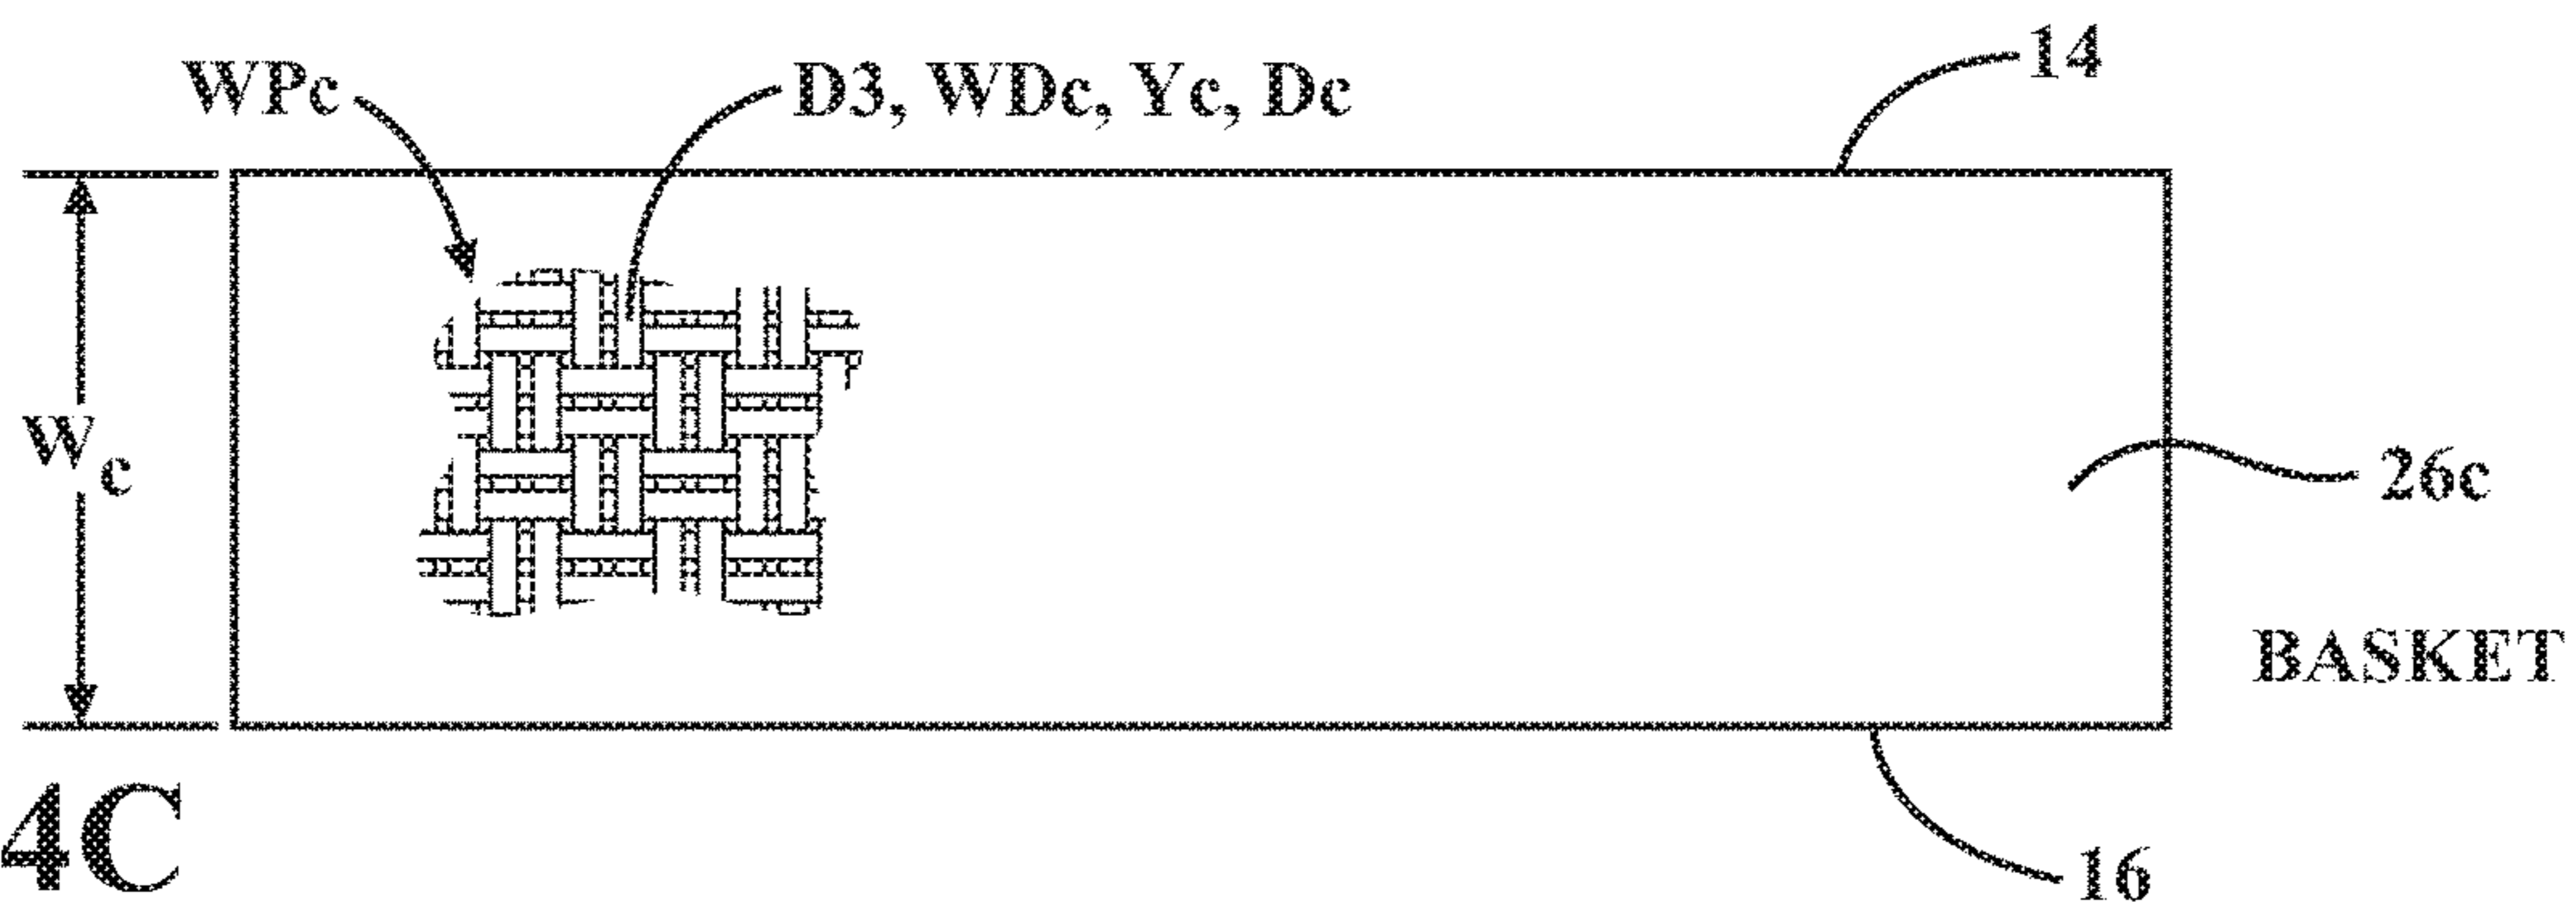 14
WPc
D3, WDc, Yc, Dc
Wc
26c
BASKET
4C
16